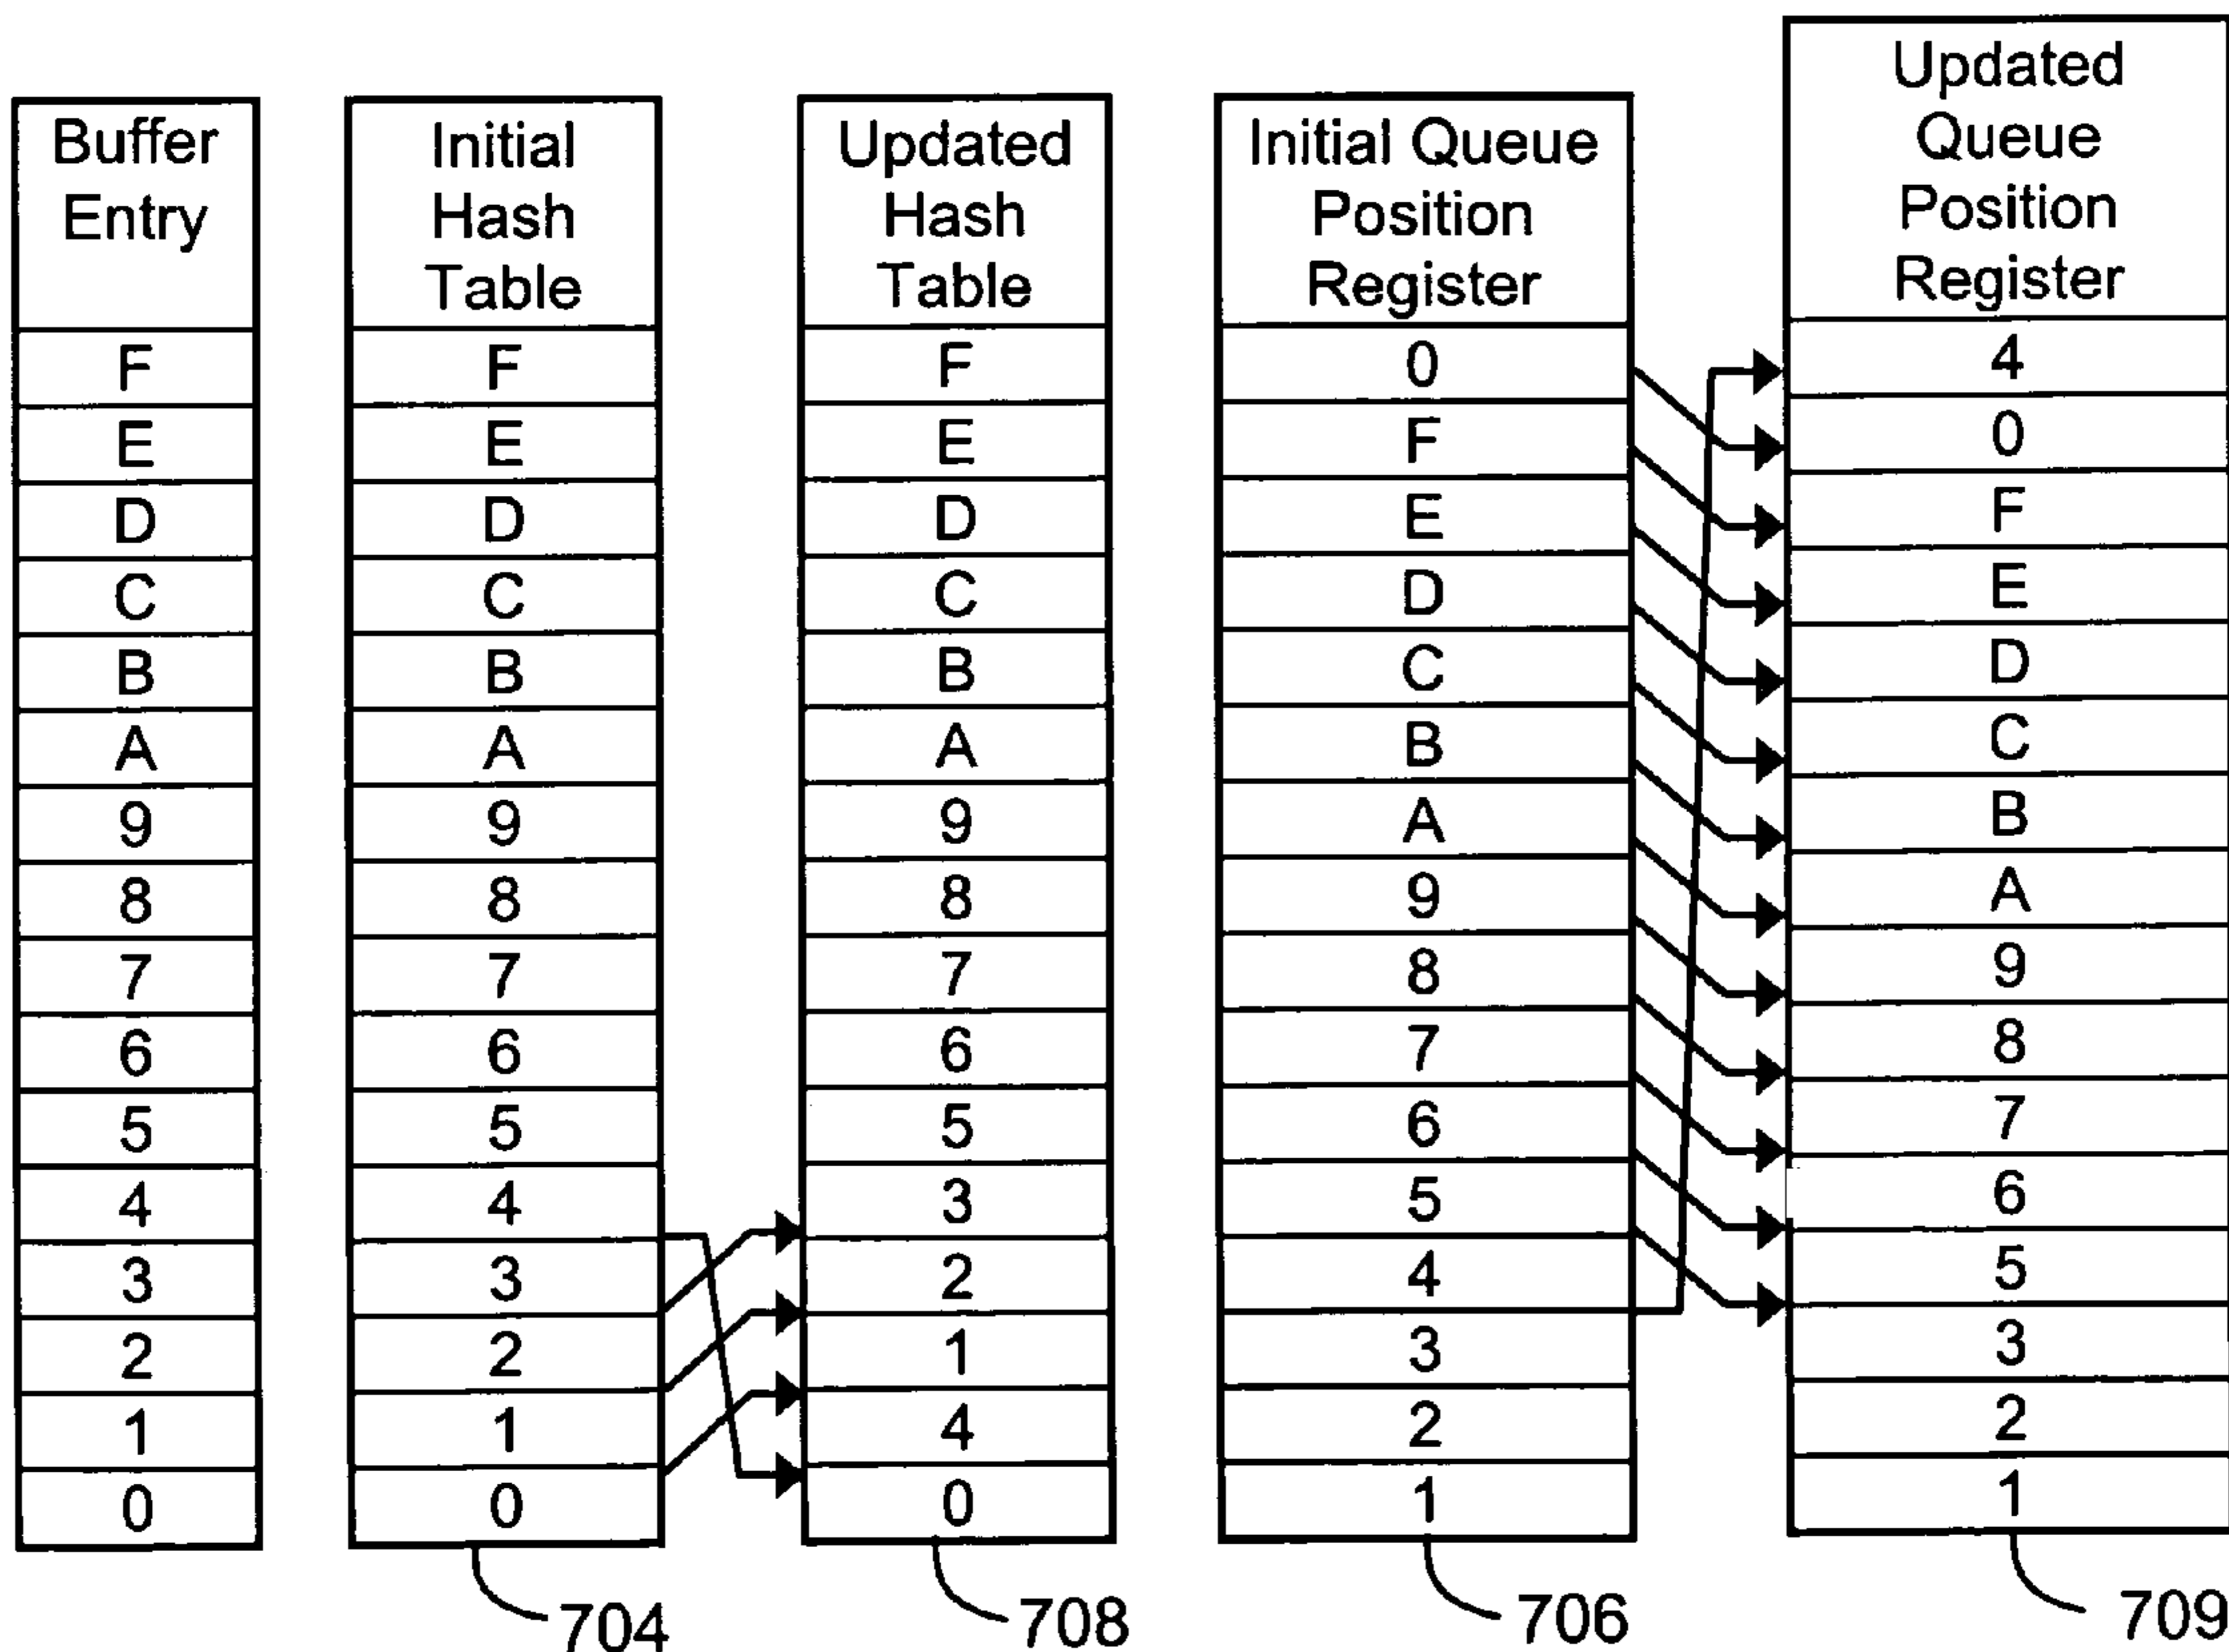 Buffer
Entry
F
E
D
C
B
A
9
8
7
6
5
4
3
2
1
0
Initial
Hash
Table
F
E
D
C
B
A
9
8
7
6
5
4
3
2
1
0
704
Updated
Hash
Table
F
E
D
C
B
A
9
8
7
6
5
3
2
1
4
0
708
Initial Queue
Position
Register
0
F
E
D
C
B
A
9
8
7
6
5
4
3
2
1
706
Updated
Queue
Position
Register
4
0
F
E
D
C
B
A
9
8
7
6
5
3
2
1
709